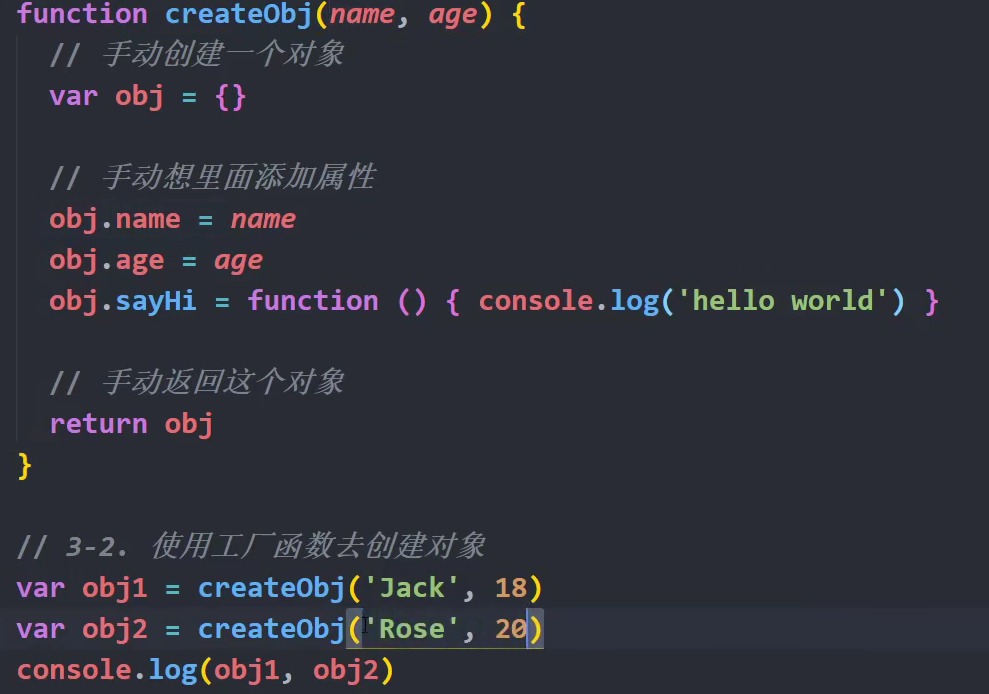 function createObj(name, age) {
// 手动创建一个对象
var obj = {}
// 手动想里面添加属性
obj.name = name
obj.age = age
obj.sayHi = function () { console.log('hello world') }
// 手动返回这个对象
return obj
}
// 3-2. 使用工厂函数去创建对象
var obj1 = createObj('Jack', 18)
var obj2 = createObj('Rose', 20)
console.log(obj1, obj2)